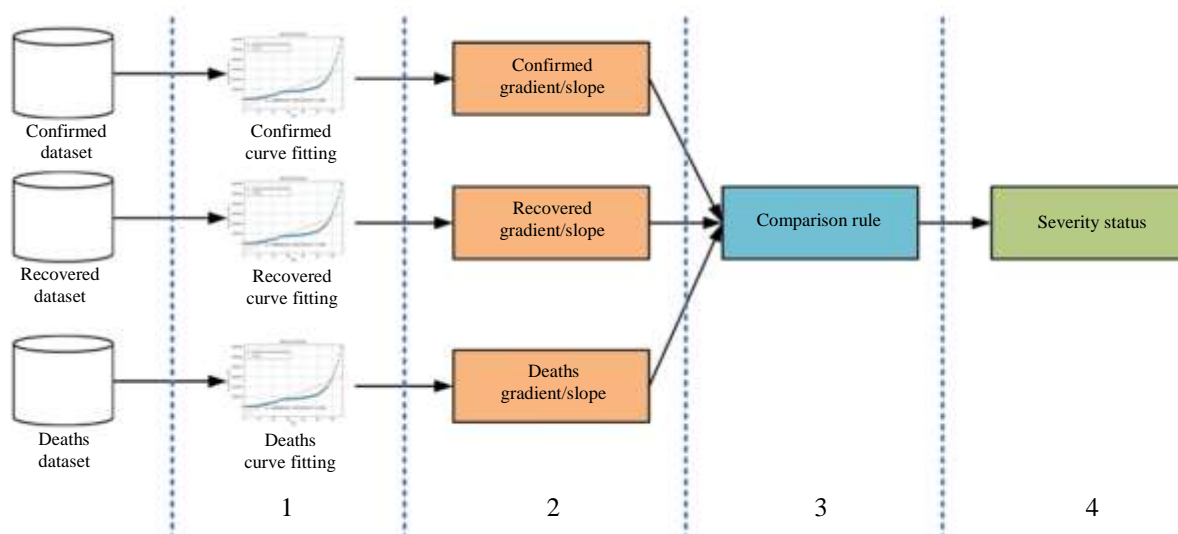 Confirmed
dataset
Confirmed
curve fitting
Confirmed
gradient/slope
Recovered
dataset
Recovered
curve fitting
Recovered
gradient/slope
Comparison rule
Severity status
Deaths
dataset
Deaths
curve fitting
Deaths
gradient/slope
1
2
3
4